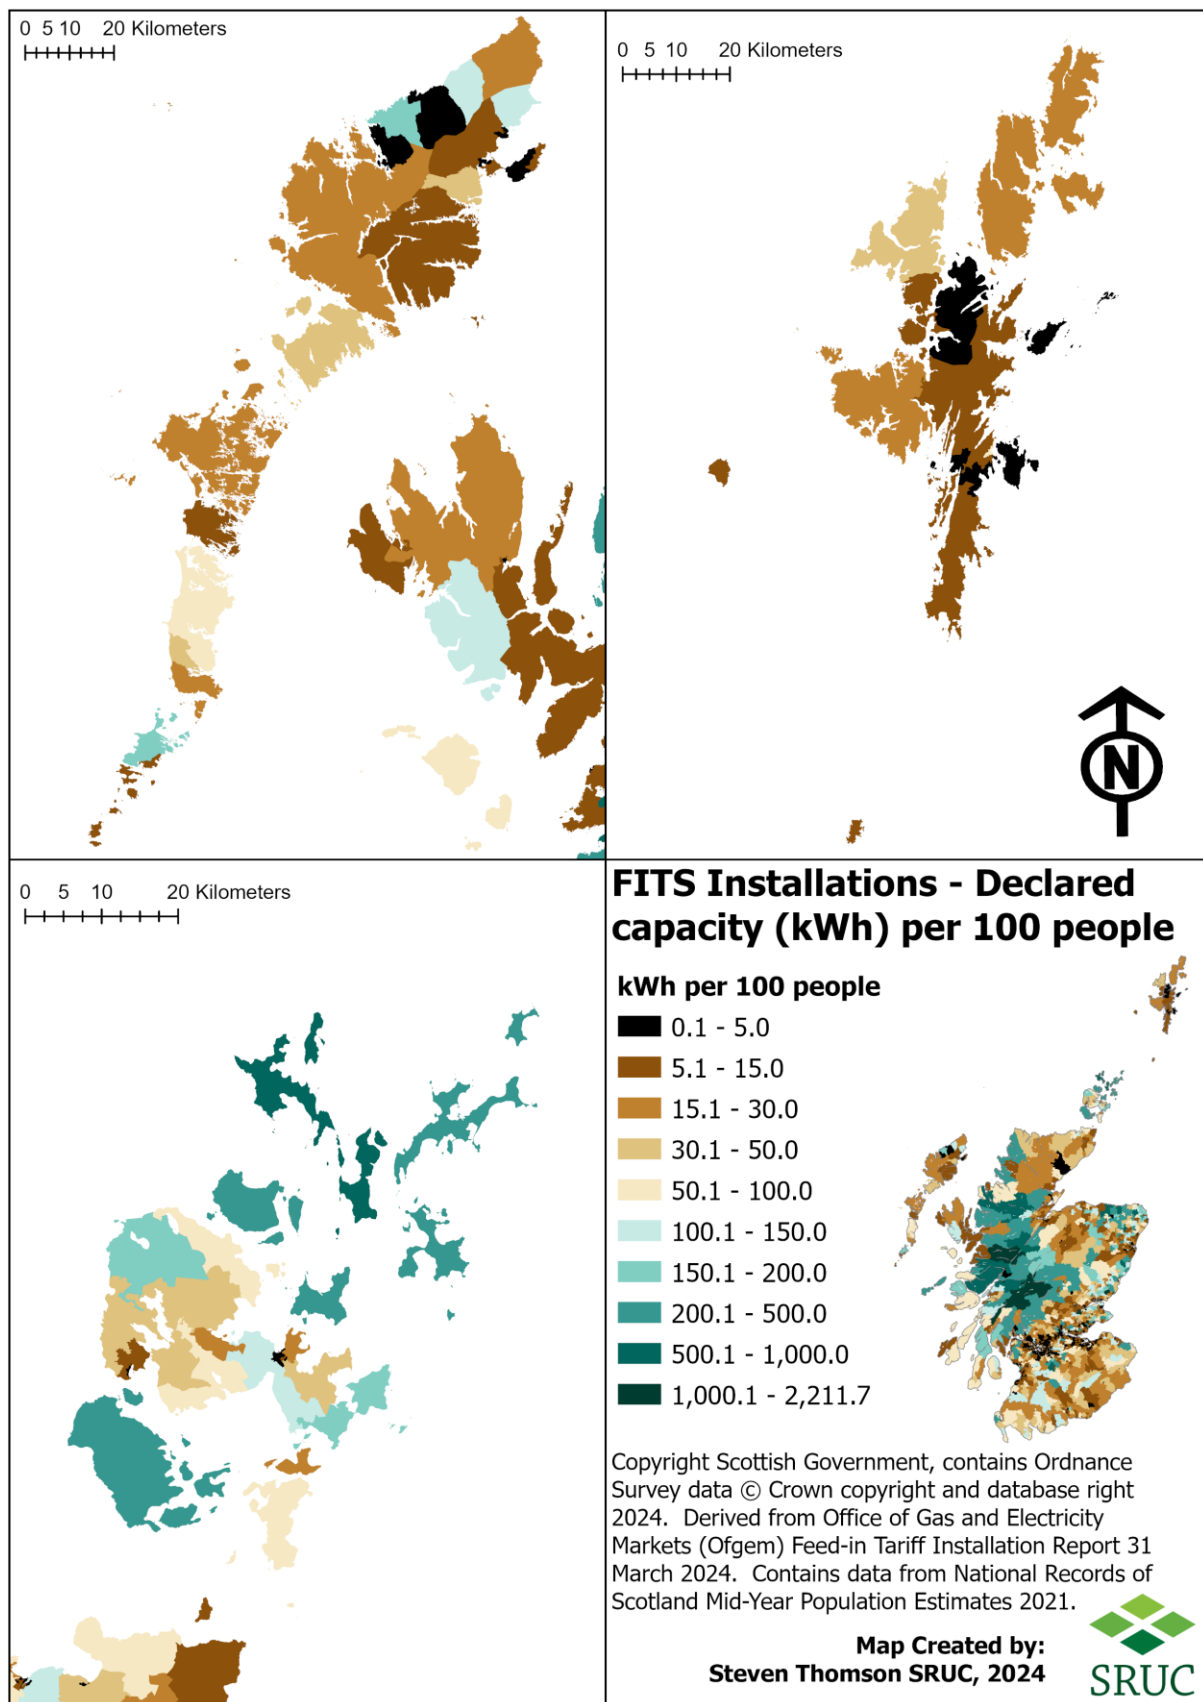 0 5 10 20 Kilometers
0 5 10 20 Kilometers
N
0 5 10 20 Kilometers
FITS Installations - Declared
capacity (kWh) per 100 people
kWh per 100 people
0.1 - 5.0
5.1 - 15.0
15.1 - 30.0
30.1 - 50.0
50.1 - 100.0
100.1 - 150.0
150.1 - 200.0
200.1 - 500.0
500.1 - 1,000.0
1,000.1 - 2,211.7
Copyright Scottish Government, contains Ordnance
Survey data © Crown copyright and database right
2024. Derived from Office of Gas and Electricity
Markets (Ofgem) Feed-in Tariff Installation Report 31
March 2024. Contains data from National Records of
Scotland Mid-Year Population Estimates 2021.
Map Created by:
Steven Thomson SRUC, 2024
SRUC